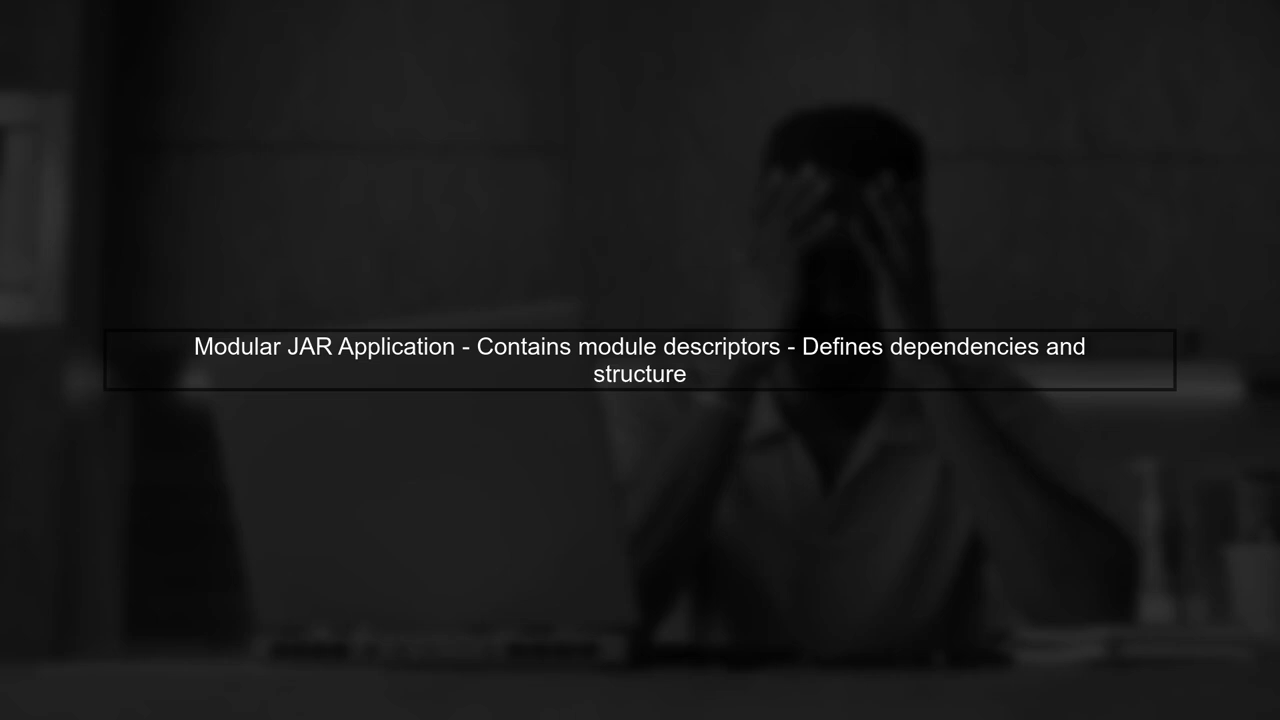 Modular JAR Application - Contains module descriptors - Defines dependencies and
structure